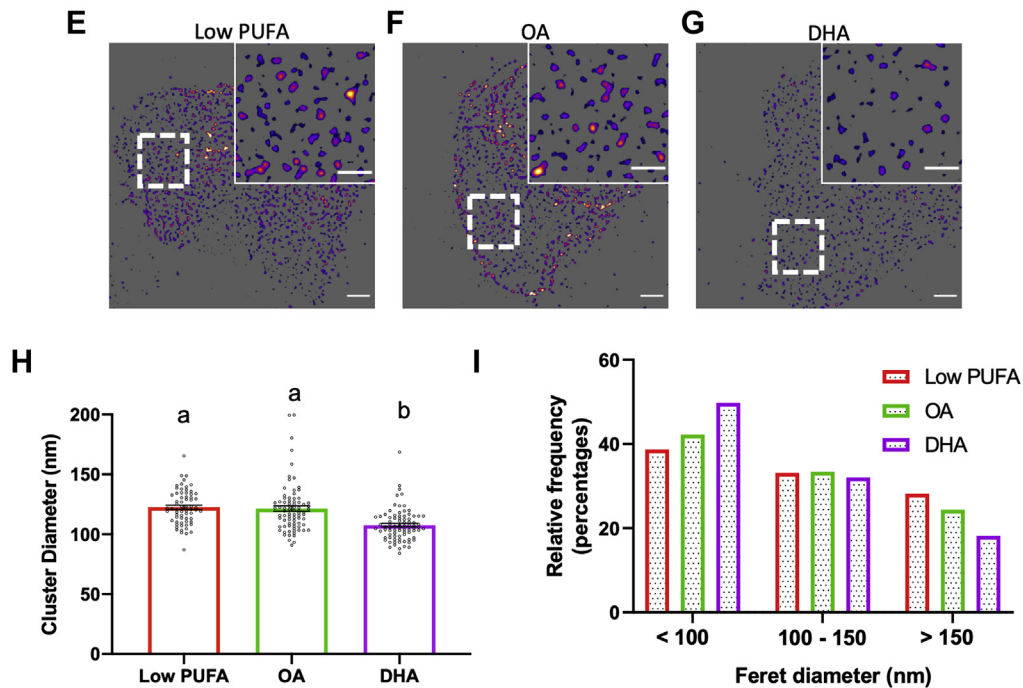 E Low PUFA F OA G DHA
H
Cluster Diameter (nm)
200
150
100
50
0
a a b
Low PUFA OA DHA
I
Relative frequency
(percentages)
60
40
20
0
Low PUFA
OA
DHA
< 100 100 - 150 > 150
Feret diameter (nm)